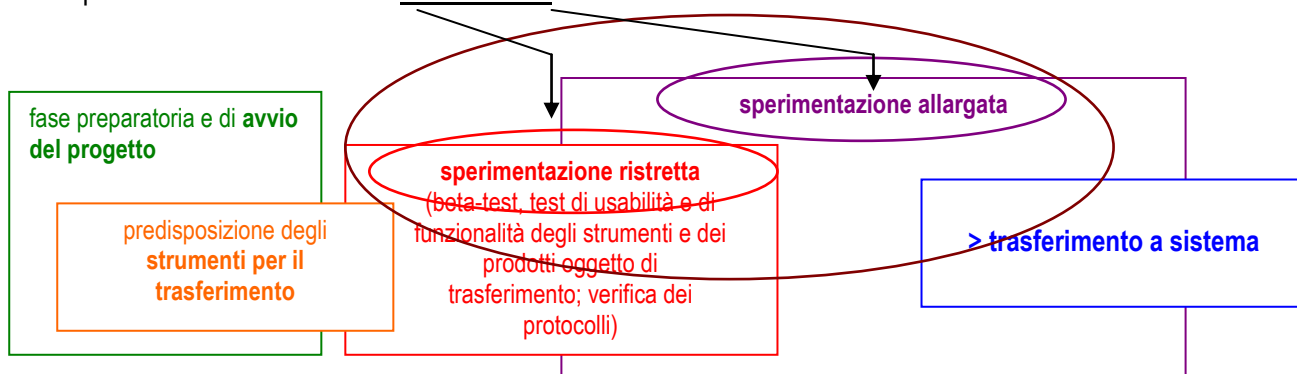 fase preparatoria e di avvio
del progetto
predisposizione degli
strumenti per il
trasferimento
sperimentazione ristretta
(beta-test, test di usabilità e di
funzionalità degli strumenti e dei
prodotti oggetto di
trasferimento; verifica dei
protocolli)
sperimentazione allargata
> trasferimento a sistema